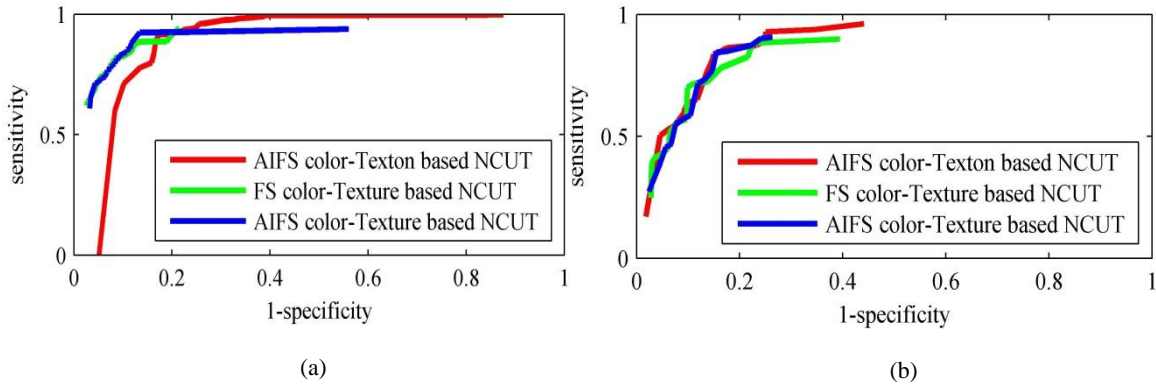 1
sensitivity
0.5
0
AIFS color-Texton based NCUT
FS color-Texture based NCUT
AIFS color-Texture based NCUT
0 0.2 0.4 0.6 0.8 1
1-specificity
(a)
1
sensitivity
0.5
0
AIFS color-Texton based NCUT
FS color-Texture based NCUT
AIFS color-Texture based NCUT
0 0.2 0.4 0.6 0.8 1
1-specificity
(b)